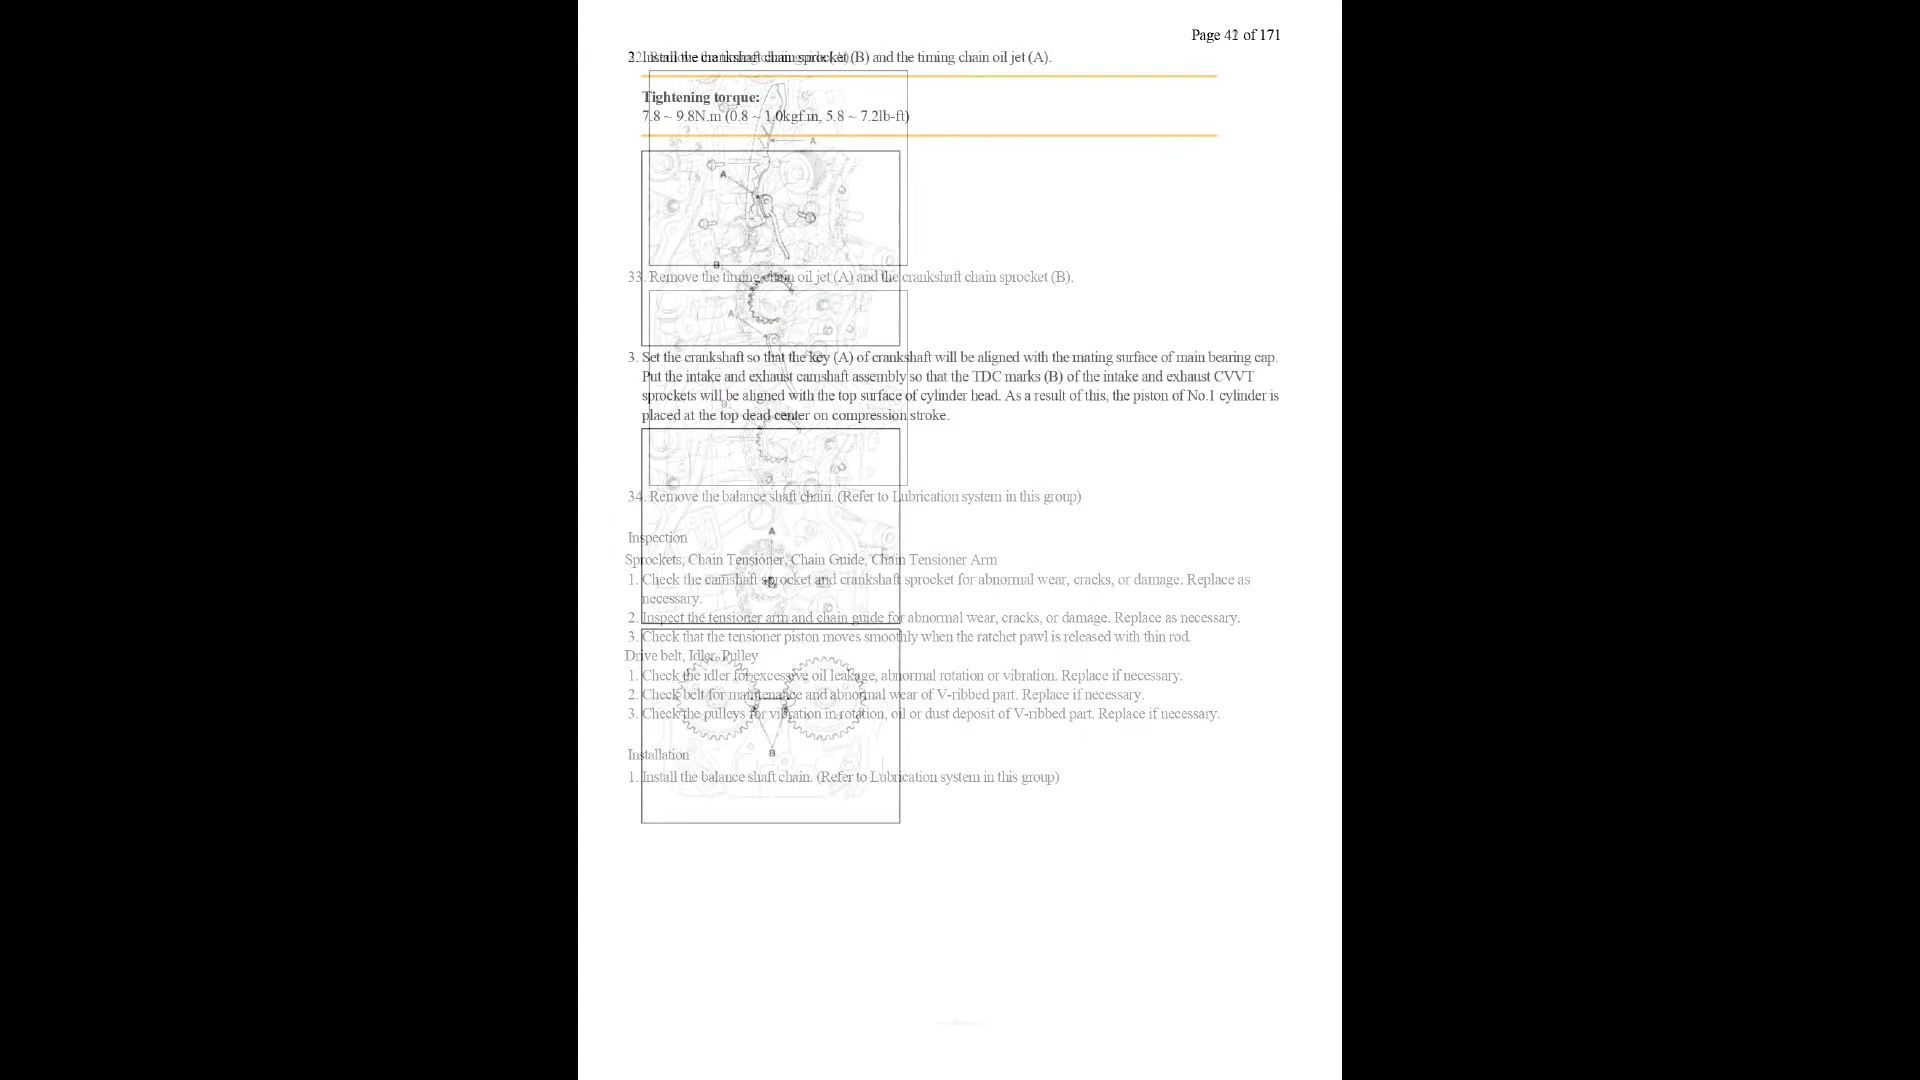 Page 42 of 171
2. Install the crankshaft chain sprocket (B) and the timing chain oil jet (A).
Tightening torque:
7.8 ~ 9.8N.m (0.8 ~ 1.0kgf.m, 5.8 ~ 7.2lb-ft)
A
A
B
33. Remove the timing chain oil jet (A) and the crankshaft chain sprocket (B).
A
3. Set the crankshaft so that the key (A) of crankshaft will be aligned with the mating surface of main bearing cap.
Put the intake and exhaust camshaft assembly so that the TDC marks (B) of the intake and exhaust CVVT
sprockets will be aligned with the top surface of cylinder head. As a result of this, the piston of No.1 cylinder is
B
placed at the top dead center on compression stroke.
34. Remove the balance shaft chain. (Refer to Lubrication system in this group)
A
Inspection
Sprockets, Chain Tensioner, Chain Guide, Chain Tensioner Arm
1. Check the camshaft sprocket and crankshaft sprocket for abnormal wear, cracks, or damage. Replace as
necessary.
2. Inspect the tensioner arm and chain guide for abnormal wear, cracks, or damage. Replace as necessary.
3. Check that the tensioner piston moves smoothly when the ratchet pawl is released with thin rod.
Drive belt, Idler, Pulley
1. Check the idler for excessive oil leakage, abnormal rotation or vibration. Replace if necessary.
2. Check belt for maintenance and abnormal wear of V-ribbed part. Replace if necessary.
3. Check the pulleys for vibration in rotation, oil or dust deposit of V-ribbed part. Replace if necessary.
B
Installation
1. Install the balance shaft chain. (Refer to Lubrication system in this group)